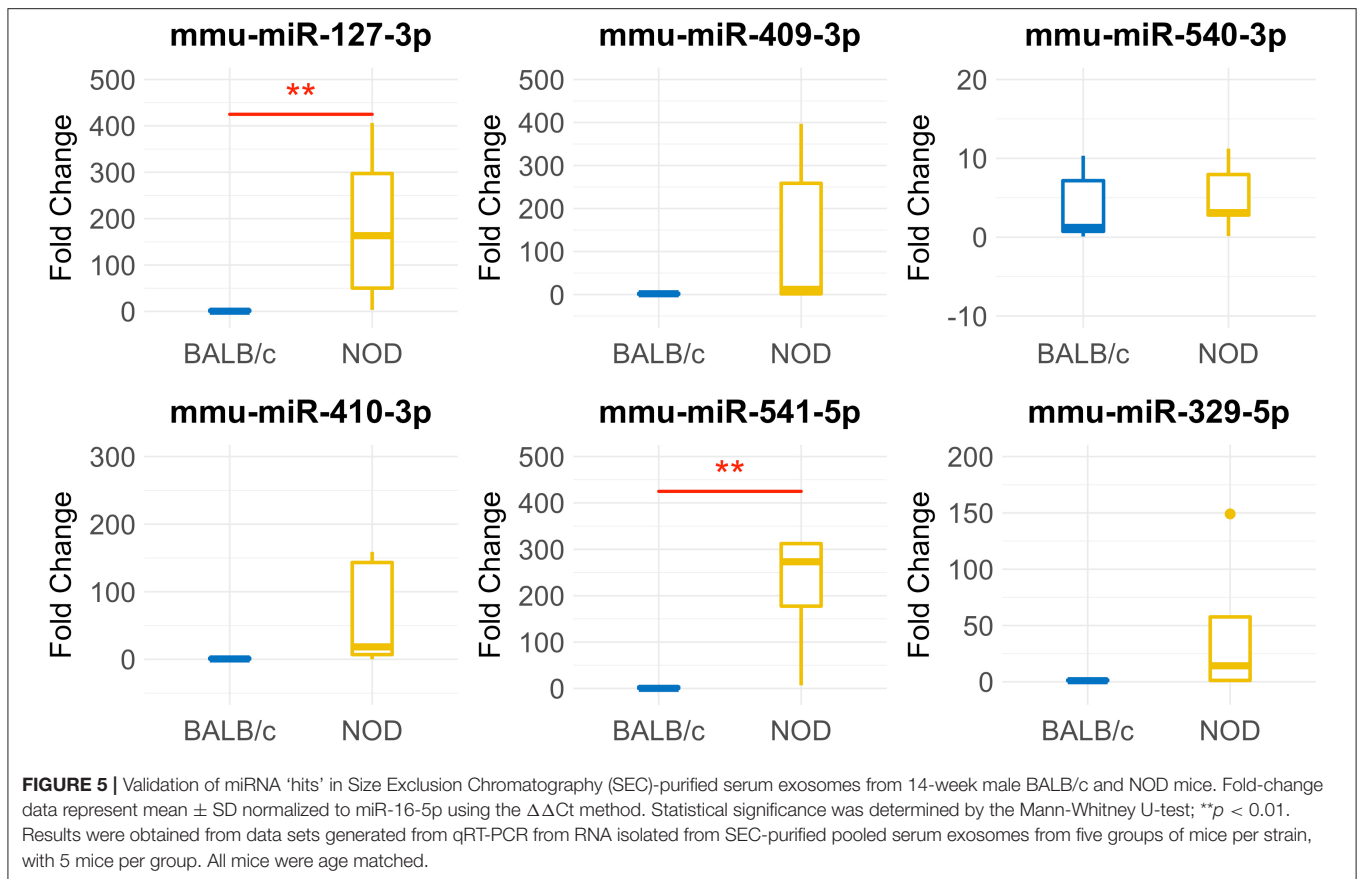 mmu-miR-127-3p
500
400
300
200
100
0
Fold Change
**
BALB/c NOD
mmu-miR-409-3p
500
400
300
200
100
0
Fold Change
BALB/c NOD
mmu-miR-540-3p
20
10
0
-10
Fold Change
BALB/c NOD
mmu-miR-410-3p
300
200
100
0
Fold Change
BALB/c NOD
mmu-miR-541-5p
500
400
300
200
100
0
Fold Change
**
BALB/c NOD
mmu-miR-329-5p
200
150
100
50
0
Fold Change
BALB/c NOD
FIGURE 5 | Validation of miRNA 'hits' in Size Exclusion Chromatography (SEC)-purified serum exosomes from 14-week male BALB/c and NOD mice. Fold-change
data represent mean ± SD normalized to miR-16-5p using the ΔΔCt method. Statistical significance was determined by the Mann-Whitney U-test; **p < 0.01.
Results were obtained from data sets generated from qRT-PCR from RNA isolated from SEC-purified pooled serum exosomes from five groups of mice per strain,
with 5 mice per group. All mice were age matched.